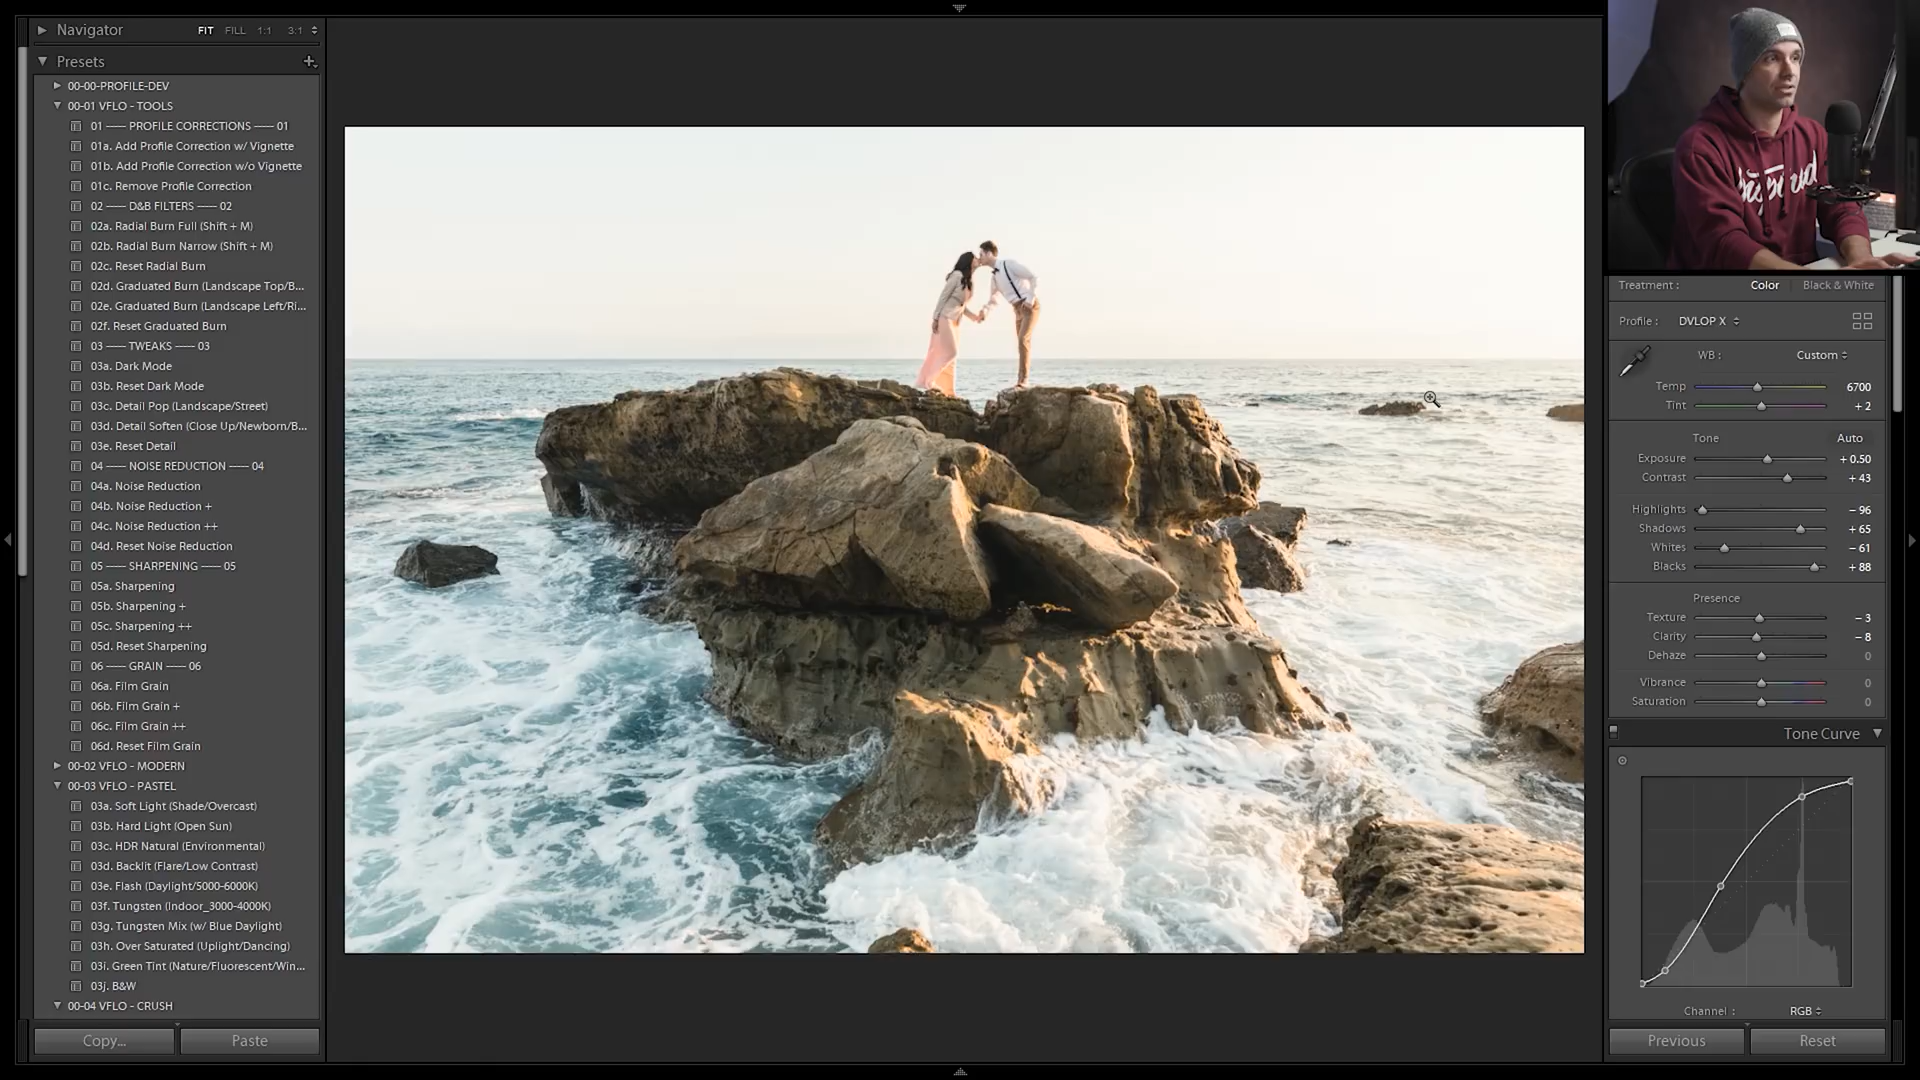 Navigator FIT FILL 1:1 3:1
Presets
00-00-PROFILE-DEV
00-01 VFLO - TOOLS
01 —— PROFILE CORRECTIONS —— 01
01a. Add Profile Correction w/ Vignette
01b. Add Profile Correction w/o Vignette
01c. Remove Profile Correction
02 —— D&B FILTERS —— 02
02a. Radial Burn Full (Shift + M)
02b. Radial Burn Narrow (Shift + M)
02c. Reset Radial Burn
02d. Graduated Burn (Landscape Top/B...
02e. Graduated Burn (Landscape Left/Ri...
02f. Reset Graduated Burn
03 —— TWEAKS —— 03
03a. Dark Mode
03b. Reset Dark Mode
03c. Detail Pop (Landscape/Street)
03d. Detail Soften (Close Up/Newborn/B...
03e. Reset Detail
04 —— NOISE REDUCTION —— 04
04a. Noise Reduction
04b. Noise Reduction +
04c. Noise Reduction ++
04d. Reset Noise Reduction
05 —— SHARPENING —— 05
05a. Sharpening
05b. Sharpening +
05c. Sharpening ++
05d. Reset Sharpening
06 —— GRAIN —— 06
06a. Film Grain
06b. Film Grain +
06c. Film Grain ++
06d. Reset Film Grain
00-02 VFLO - MODERN
00-03 VFLO - PASTEL
03a. Soft Light (Shade/Overcast)
03b. Hard Light (Open Sun)
03c. HDR Natural (Environmental)
03d. Backlit (Flare/Low Contrast)
03e. Flash (Daylight/5000-6000K)
03f. Tungsten (Indoor_3000-4000K)
03g. Tungsten Mix (w/ Blue Daylight)
03h. Over Saturated (Uplight/Dancing)
03i. Green Tint (Nature/Fluorescent/Win...
03j. B&W
00-04 VFLO - CRUSH
Copy... Paste
Treatment : Color Black & White
Profile : DVLOP X
WB : Custom
Temp 6700
Tint + 2
Tone Auto
Exposure + 0.50
Contrast + 43
Highlights – 96
Shadows + 65
Whites – 61
Blacks + 88
Presence
Texture – 3
Clarity – 8
Dehaze 0
Vibrance 0
Saturation 0
Tone Curve
Channel : RGB
Previous Reset